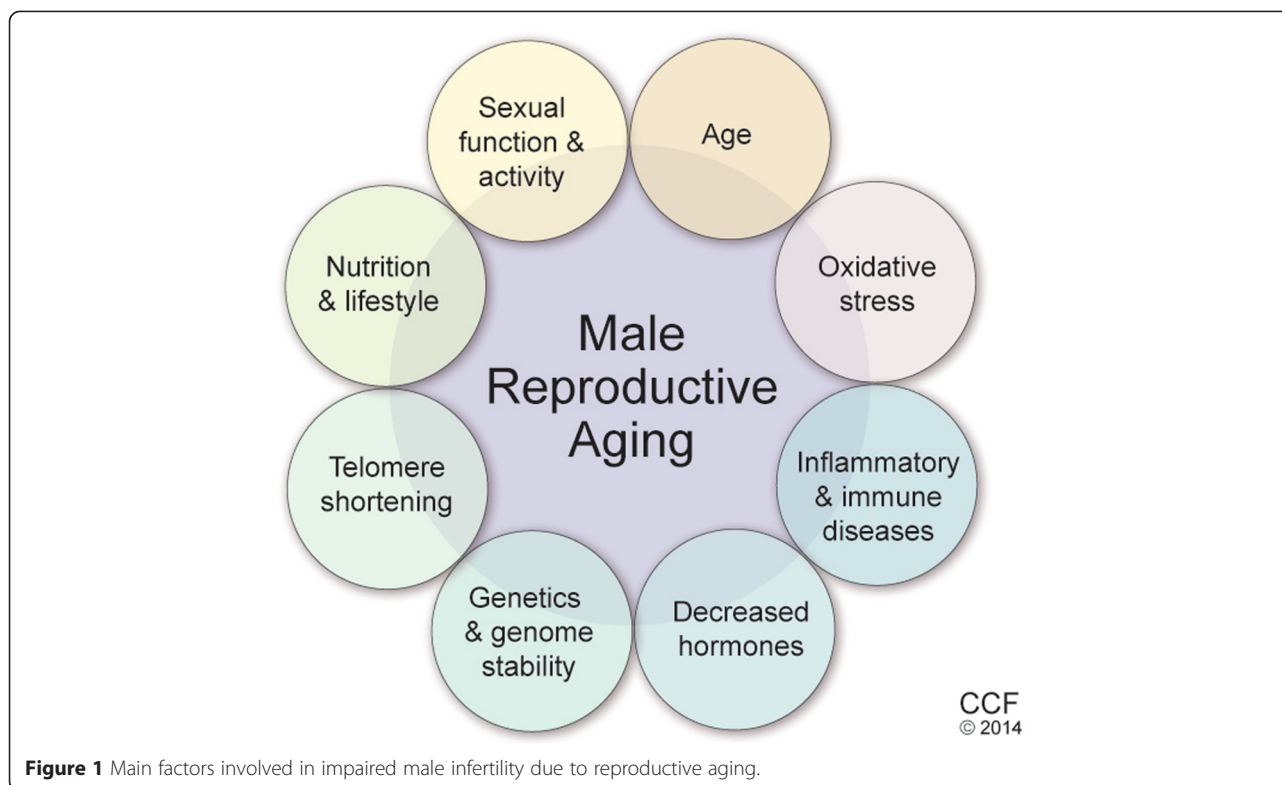 Sexual
function &
activity
Age
Nutrition
& lifestyle
Oxidative
stress
Male
Reproductive
Aging
Telomere
shortening
Inflammatory
& immune
diseases
Genetics
& genome
stability
Decreased
hormones
CCF
© 2014
Figure 1 Main factors involved in impaired male infertility due to reproductive aging.